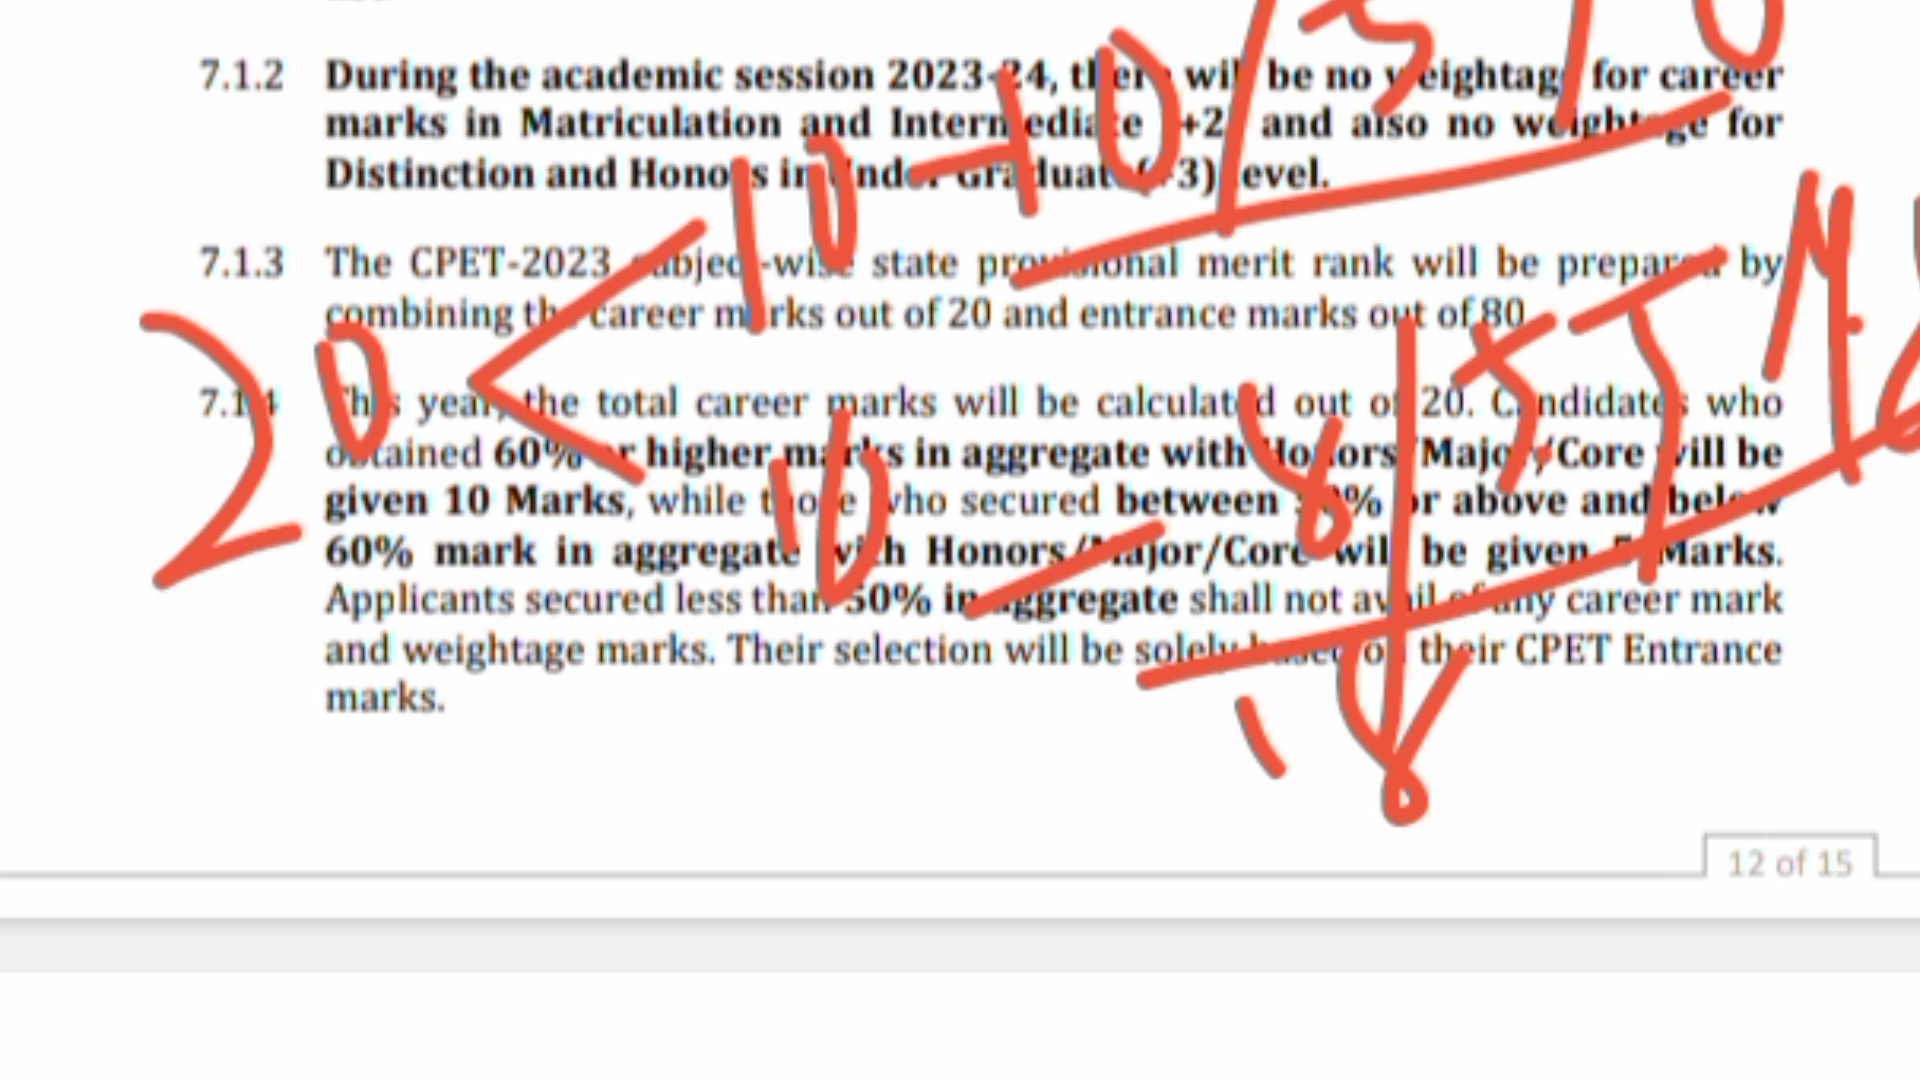 7.1.2 During the academic session 2023-24, there will be no weightage for career
marks in Matriculation and Intermediate (+2) and also no weightage for
Distinction and Honors in Under Graduate(+3) level.
7.1.3 The CPET-2023 subject-wise state provisional merit rank will be prepared by
combining the career marks out of 20 and entrance marks out of 80
7.1.4 This year, the total career marks will be calculated out of 20. Candidates who
obtained 60% or higher marks in aggregate with Honors/Major/Core will be
given 10 Marks, while those who secured between 50% or above and below
60% mark in aggregate with Honors/Major/Core will be given 5 Marks.
Applicants secured less than 50% in aggregate shall not avail of any career mark
and weightage marks. Their selection will be solely based on their CPET Entrance
marks.
20
10 - 10/5/0
10
18
12 of 15